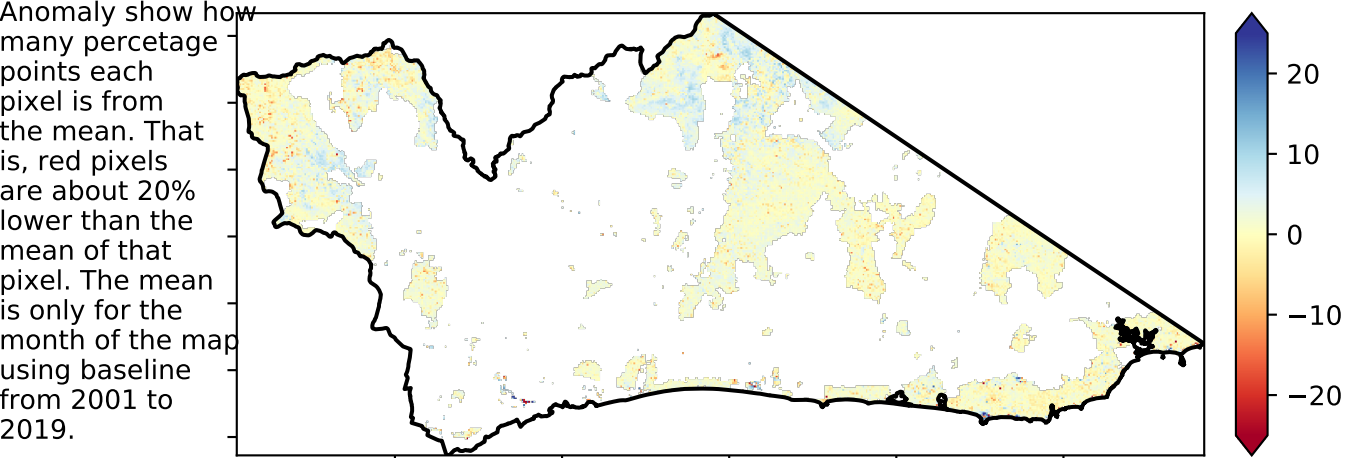 Anomaly show how
many percetage
points each
pixel is from
the mean. That
is, red pixels
are about 20%
lower than the
mean of that
pixel. The mean
is only for the
month of the map
using baseline
from 2001 to
2019.
20
10
0
−10
−20